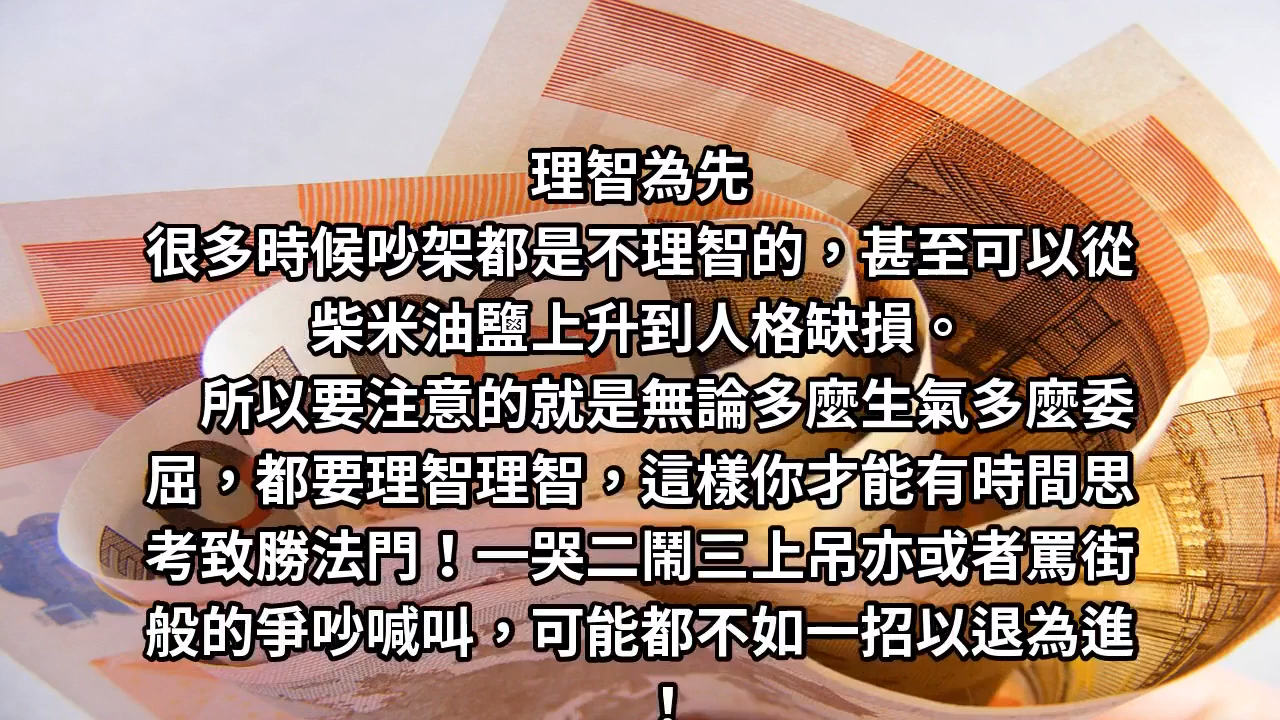 理智為先
很多時候吵架都是不理智的，甚至可以從
柴米油鹽上升到人格缺損。
所以要注意的就是無論多麼生氣多麼委
屈，都要理智理智，這樣你才能有時間思
考致勝法門！一哭二鬧三上吊亦或者罵街
般的爭吵喊叫，可能都不如一招以退為進
！